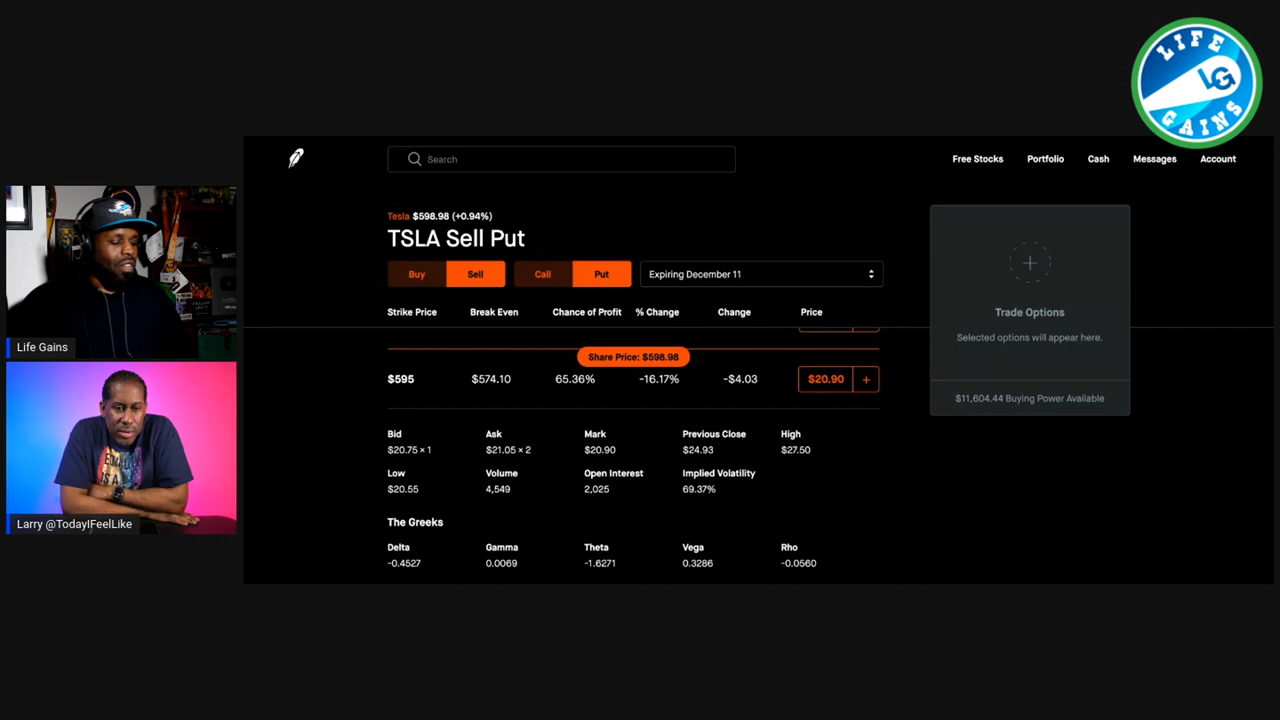 LIFE
LG
GAINS
Search
Free Stocks
Portfolio
Cash
Messages
Account
Tesla $598.98 (+0.94%)
TSLA Sell Put
Buy
Sell
Call
Put
Expiring December 11
Strike Price
Break Even
Chance of Profit
% Change
Change
Price
Share Price: $598.98
$595
$574.10
65.36%
-16.17%
-$4.03
$20.90
+
Bid
Ask
Mark
Previous Close
High
$20.75 × 1
$21.05 × 2
$20.90
$24.93
$27.50
Low
Volume
Open Interest
Implied Volatility
$20.55
4,549
2,025
69.37%
The Greeks
Delta
Gamma
Theta
Vega
Rho
-0.4527
0.0069
-1.6271
0.3286
-0.0560
+
Trade Options
Selected options will appear here.
$11,604.44 Buying Power Available
Life Gains
Larry @TodayIFeelLike